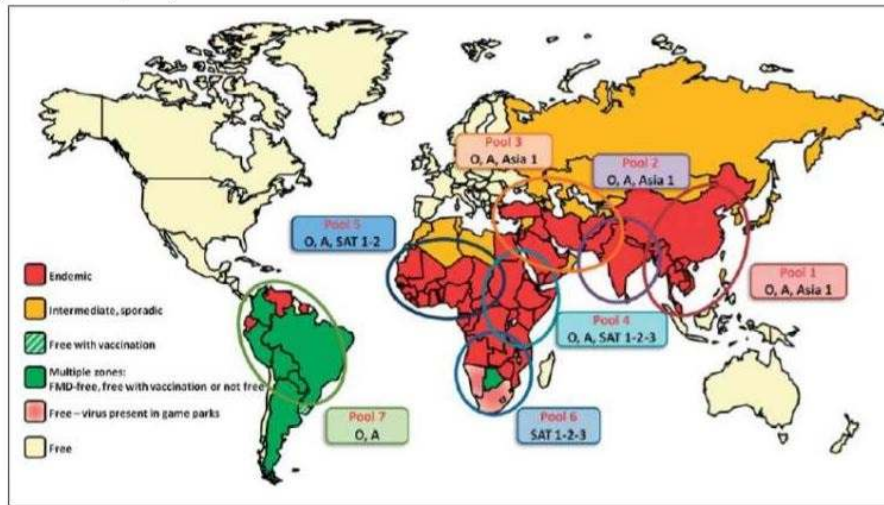 Pool 3
O, A, Asia 1
Pool 2
O, A, Asia 1
Pool 5
O, A, SAT 1-2
Pool 1
O, A, Asia 1
Pool 4
O, A, SAT 1-2-3
Pool 7
O, A
Pool 6
SAT 1-2-3
Endemic
Intermediate, sporadic
Free with vaccination
Multiple zones:
FMD-free, free with vaccination or not free
Free – virus present in game parks
Free